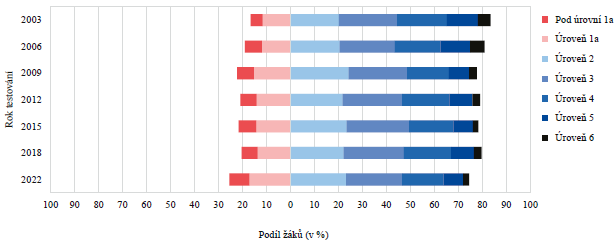 2003
2006
2009
2012
2015
2018
2022
Rok testování
100 90 80 70 60 50 40 30 20 10 0 10 20 30 40 50 60 70 80 90 100
Podíl žáků (v %)
Pod úrovní 1a
Úroveň 1a
Úroveň 2
Úroveň 3
Úroveň 4
Úroveň 5
Úroveň 6